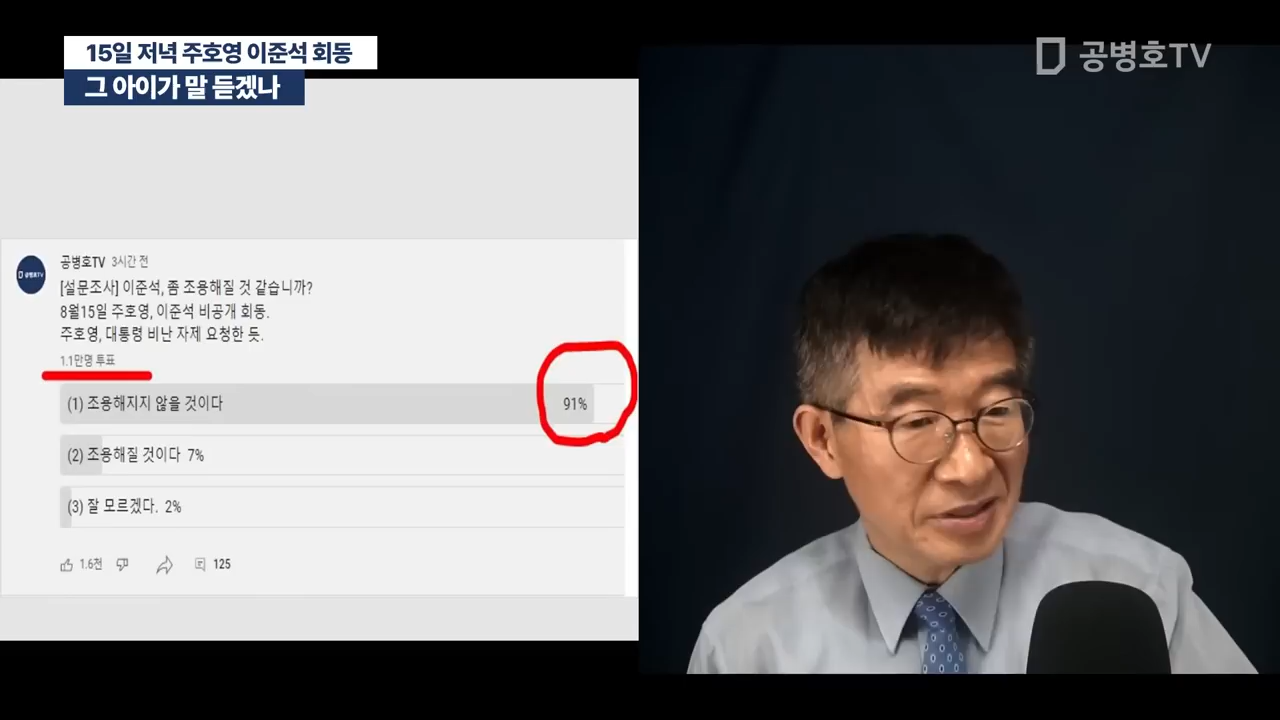 15일 저녁 주호영 이준석 회동
그 아이가 말 듣겠나
공병호TV
공병호TV 3시간 전
[설문조사] 이준석, 좀 조용해질 것 같습니까?
8월15일 주호영, 이준석 비공개 회동.
주호영, 대통령 비난 자제 요청한 듯.
1.1만명 투표
(1) 조용해지지 않을 것이다 91%
(2) 조용해질 것이다 7%
(3) 잘 모르겠다. 2%
1.6천 125